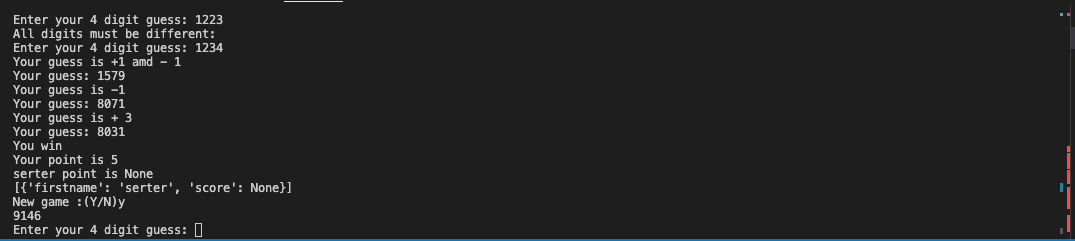 Enter your 4 digit guess: 1223
All digits must be different:
Enter your 4 digit guess: 1234
Your guess is +1 amd - 1
Your guess: 1579
Your guess is -1
Your guess: 8071
Your guess is + 3
Your guess: 8031
You win
Your point is 5
serter point is None
[{'firstname': 'serter', 'score': None}]
New game :(Y/N)y
9146
Enter your 4 digit guess: